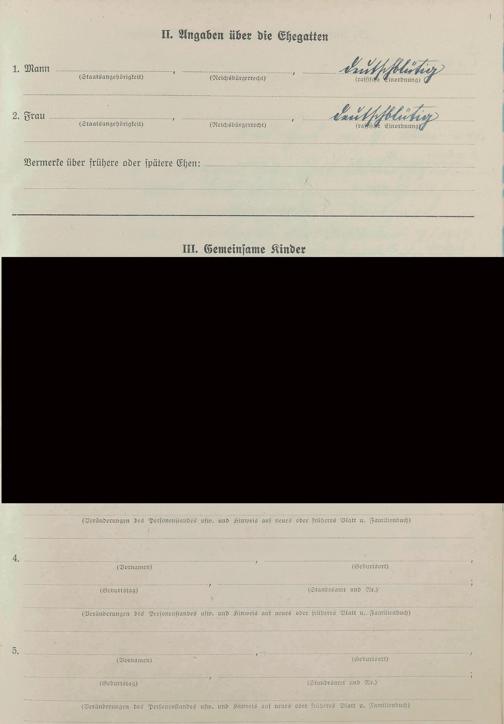 II. Angaben über die Ehegatten
1. Mann , , deutschblütig
(Staatsangehörigkeit) (Reichsbürgerrecht) (rassische Einordnung)
2. Frau , , deutschblütig
(Staatsangehörigkeit) (Reichsbürgerrecht) (rassische Einordnung)
Vermerke über frühere oder spätere Ehen:
III. Gemeinsame Kinder
(Veränderungen des Personenstandes usw. und Hinweis auf neues oder früheres Blatt u. Familienbuch)
4. , ,
(Vornamen) (Geburtsort)
, ;
(Geburtstag) (Standesamt und Nr.)
(Veränderungen des Personenstandes usw. und Hinweis auf neues oder früheres Blatt u. Familienbuch)
5. , ,
(Vornamen) (Geburtsort)
, ;
(Geburtstag) (Standesamt und Nr.)
(Veränderungen des Personenstandes usw. und Hinweis auf neues oder früheres Blatt u. Familienbuch)